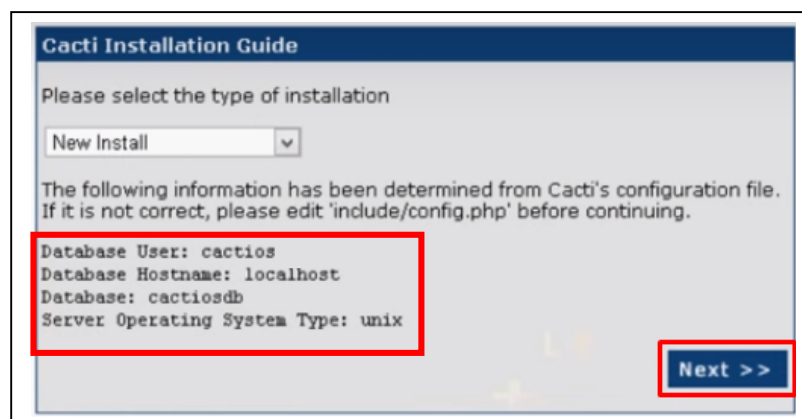 Cacti Installation Guide
Please select the type of installation
New Install
The following information has been determined from Cacti's configuration file.
If it is not correct, please edit 'include/config.php' before continuing.
Database User: cactios
Database Hostname: localhost
Database: cactiosdb
Server Operating System Type: unix
Next >>